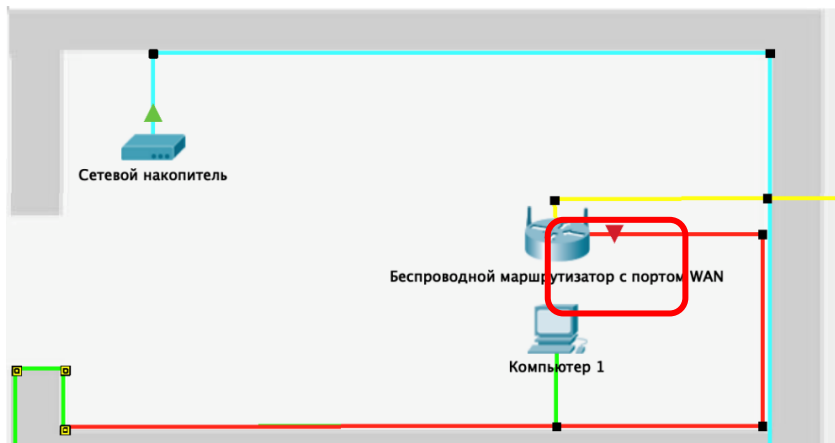 Сетевой накопитель
Беспроводной маршрутизатор с портом WAN
Компьютер 1